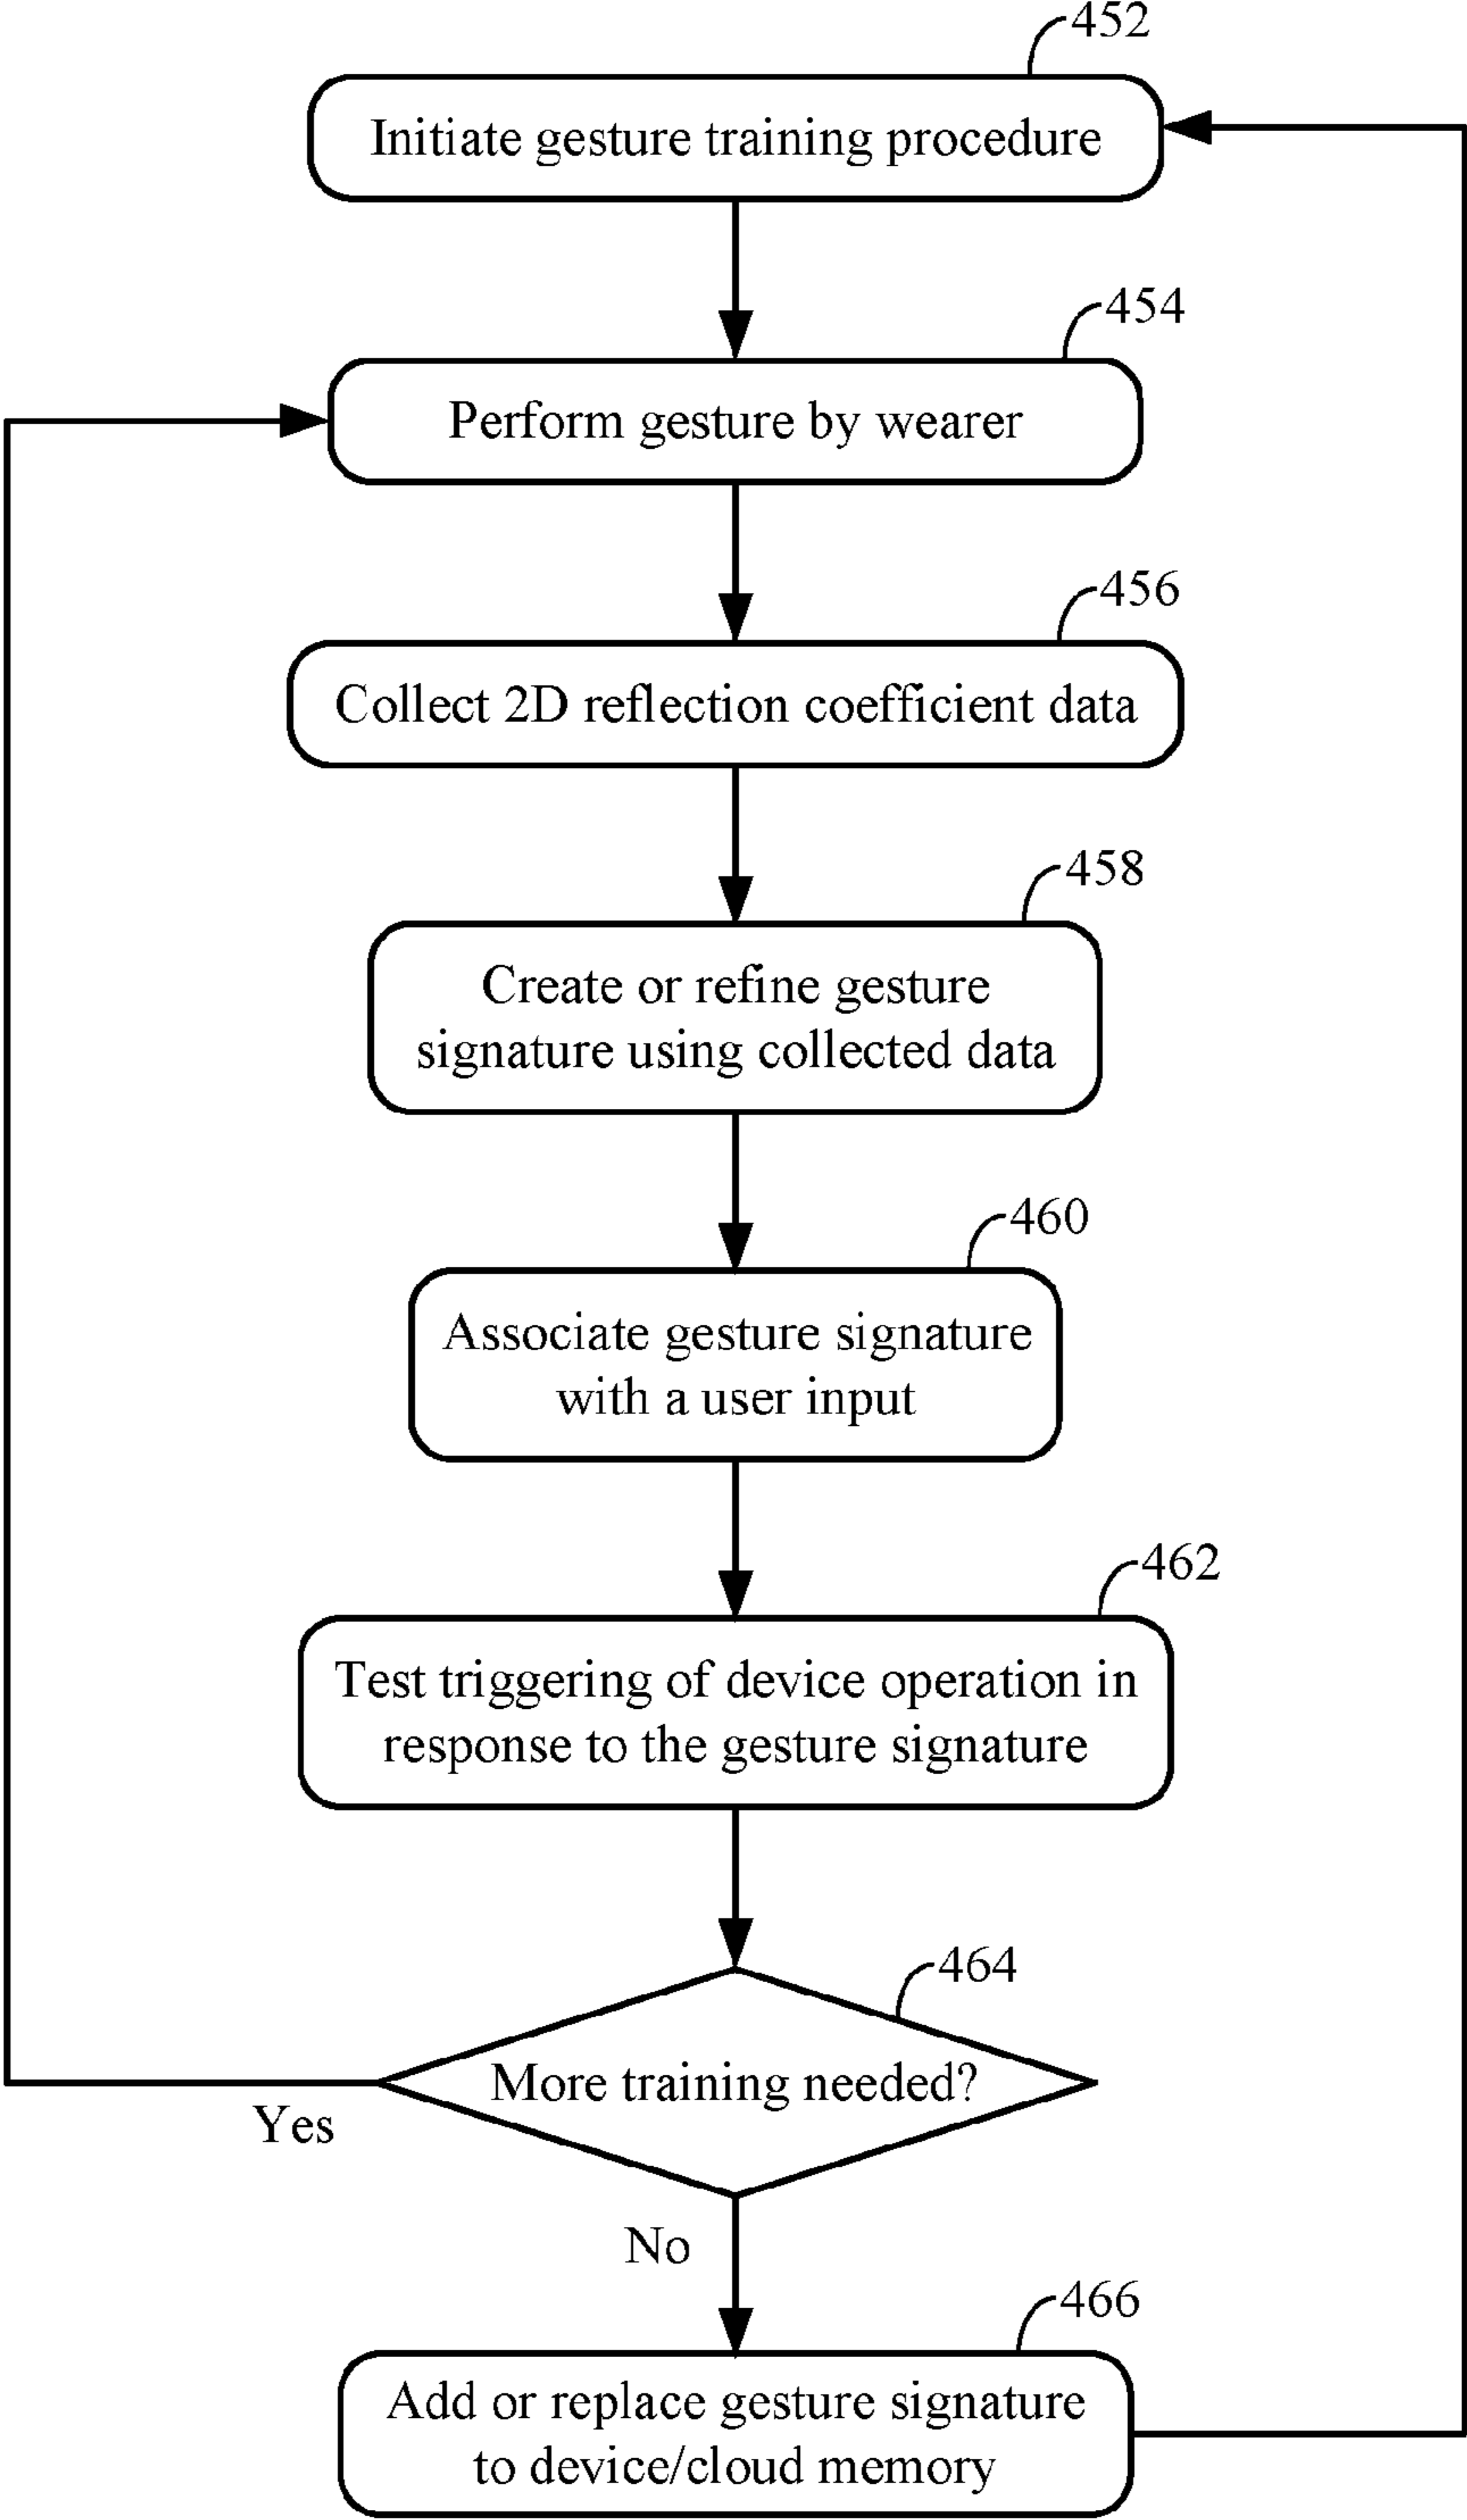 452
Initiate gesture training procedure
454
Perform gesture by wearer
456
Collect 2D reflection coefficient data
458
Create or refine gesture
signature using collected data
460
Associate gesture signature
with a user input
462
Test triggering of device operation in
response to the gesture signature
464
More training needed?
Yes
No
466
Add or replace gesture signature
to device/cloud memory